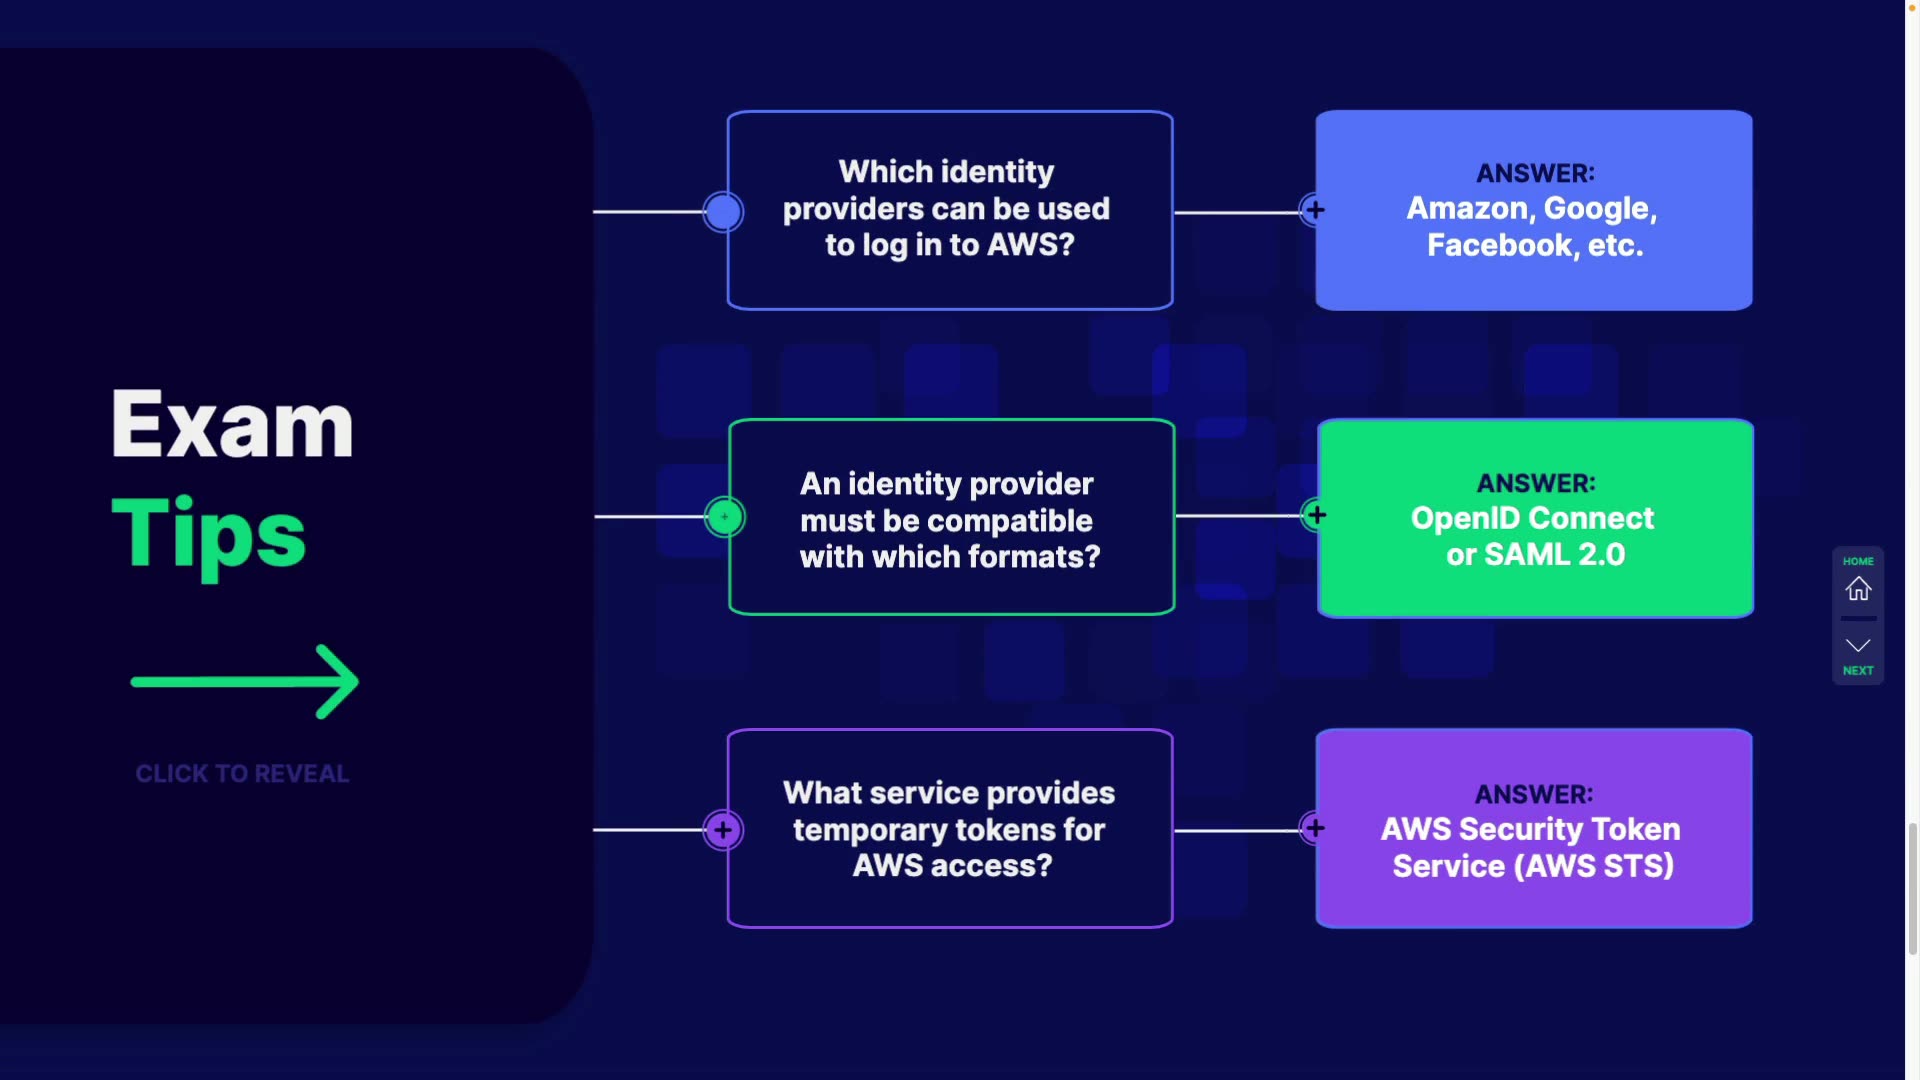 Exam
Tips
CLICK TO REVEAL
Which identity
providers can be used
to log in to AWS?
ANSWER:
Amazon, Google,
Facebook, etc.
An identity provider
must be compatible
with which formats?
ANSWER:
OpenID Connect
or SAML 2.0
What service provides
temporary tokens for
AWS access?
ANSWER:
AWS Security Token
Service (AWS STS)
HOME
NEXT